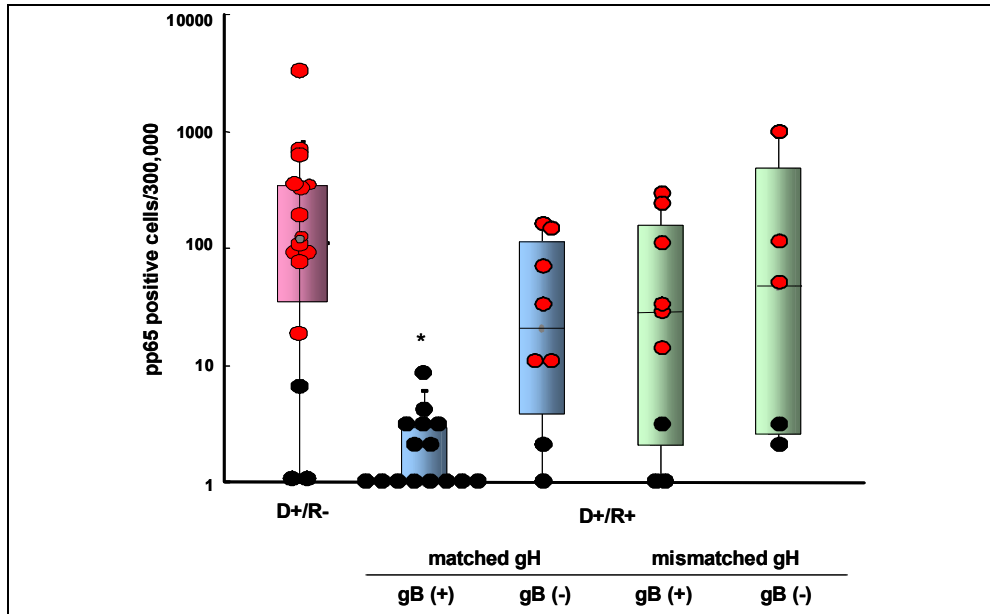 10000
1000
100
10
1
pp65 positive cells/300,000
*
D+/R-
D+/R+
matched gH
mismatched gH
gB (+)
gB (-)
gB (+)
gB (-)